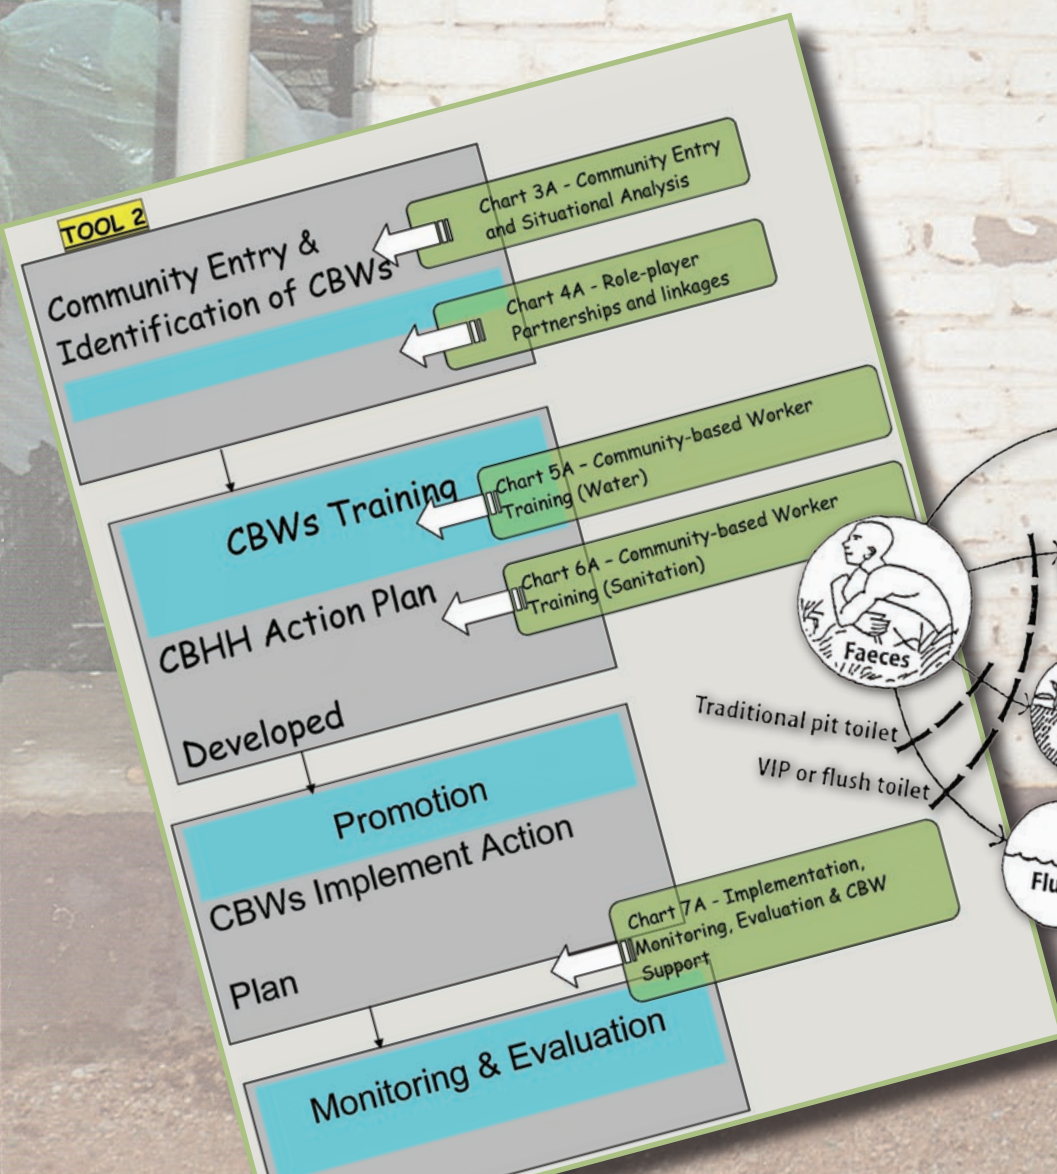 TOOL 2
Community Entry &
Identification of CBWs
Chart 3A - Community Entry
and Situational Analysis
Chart 4A - Role-player
Partnerships and linkages
CBWs Training
CBHH Action Plan
Developed
Chart 5A - Community-based Worker
Training (Water)
Chart 6A - Community-based Worker
Training (Sanitation)
Promotion
CBWs Implement Action
Plan
Chart 7A - Implementation,
Monitoring, Evaluation & CBW
Support
Monitoring & Evaluation
Faeces
Traditional pit toilet
VIP or flush toilet